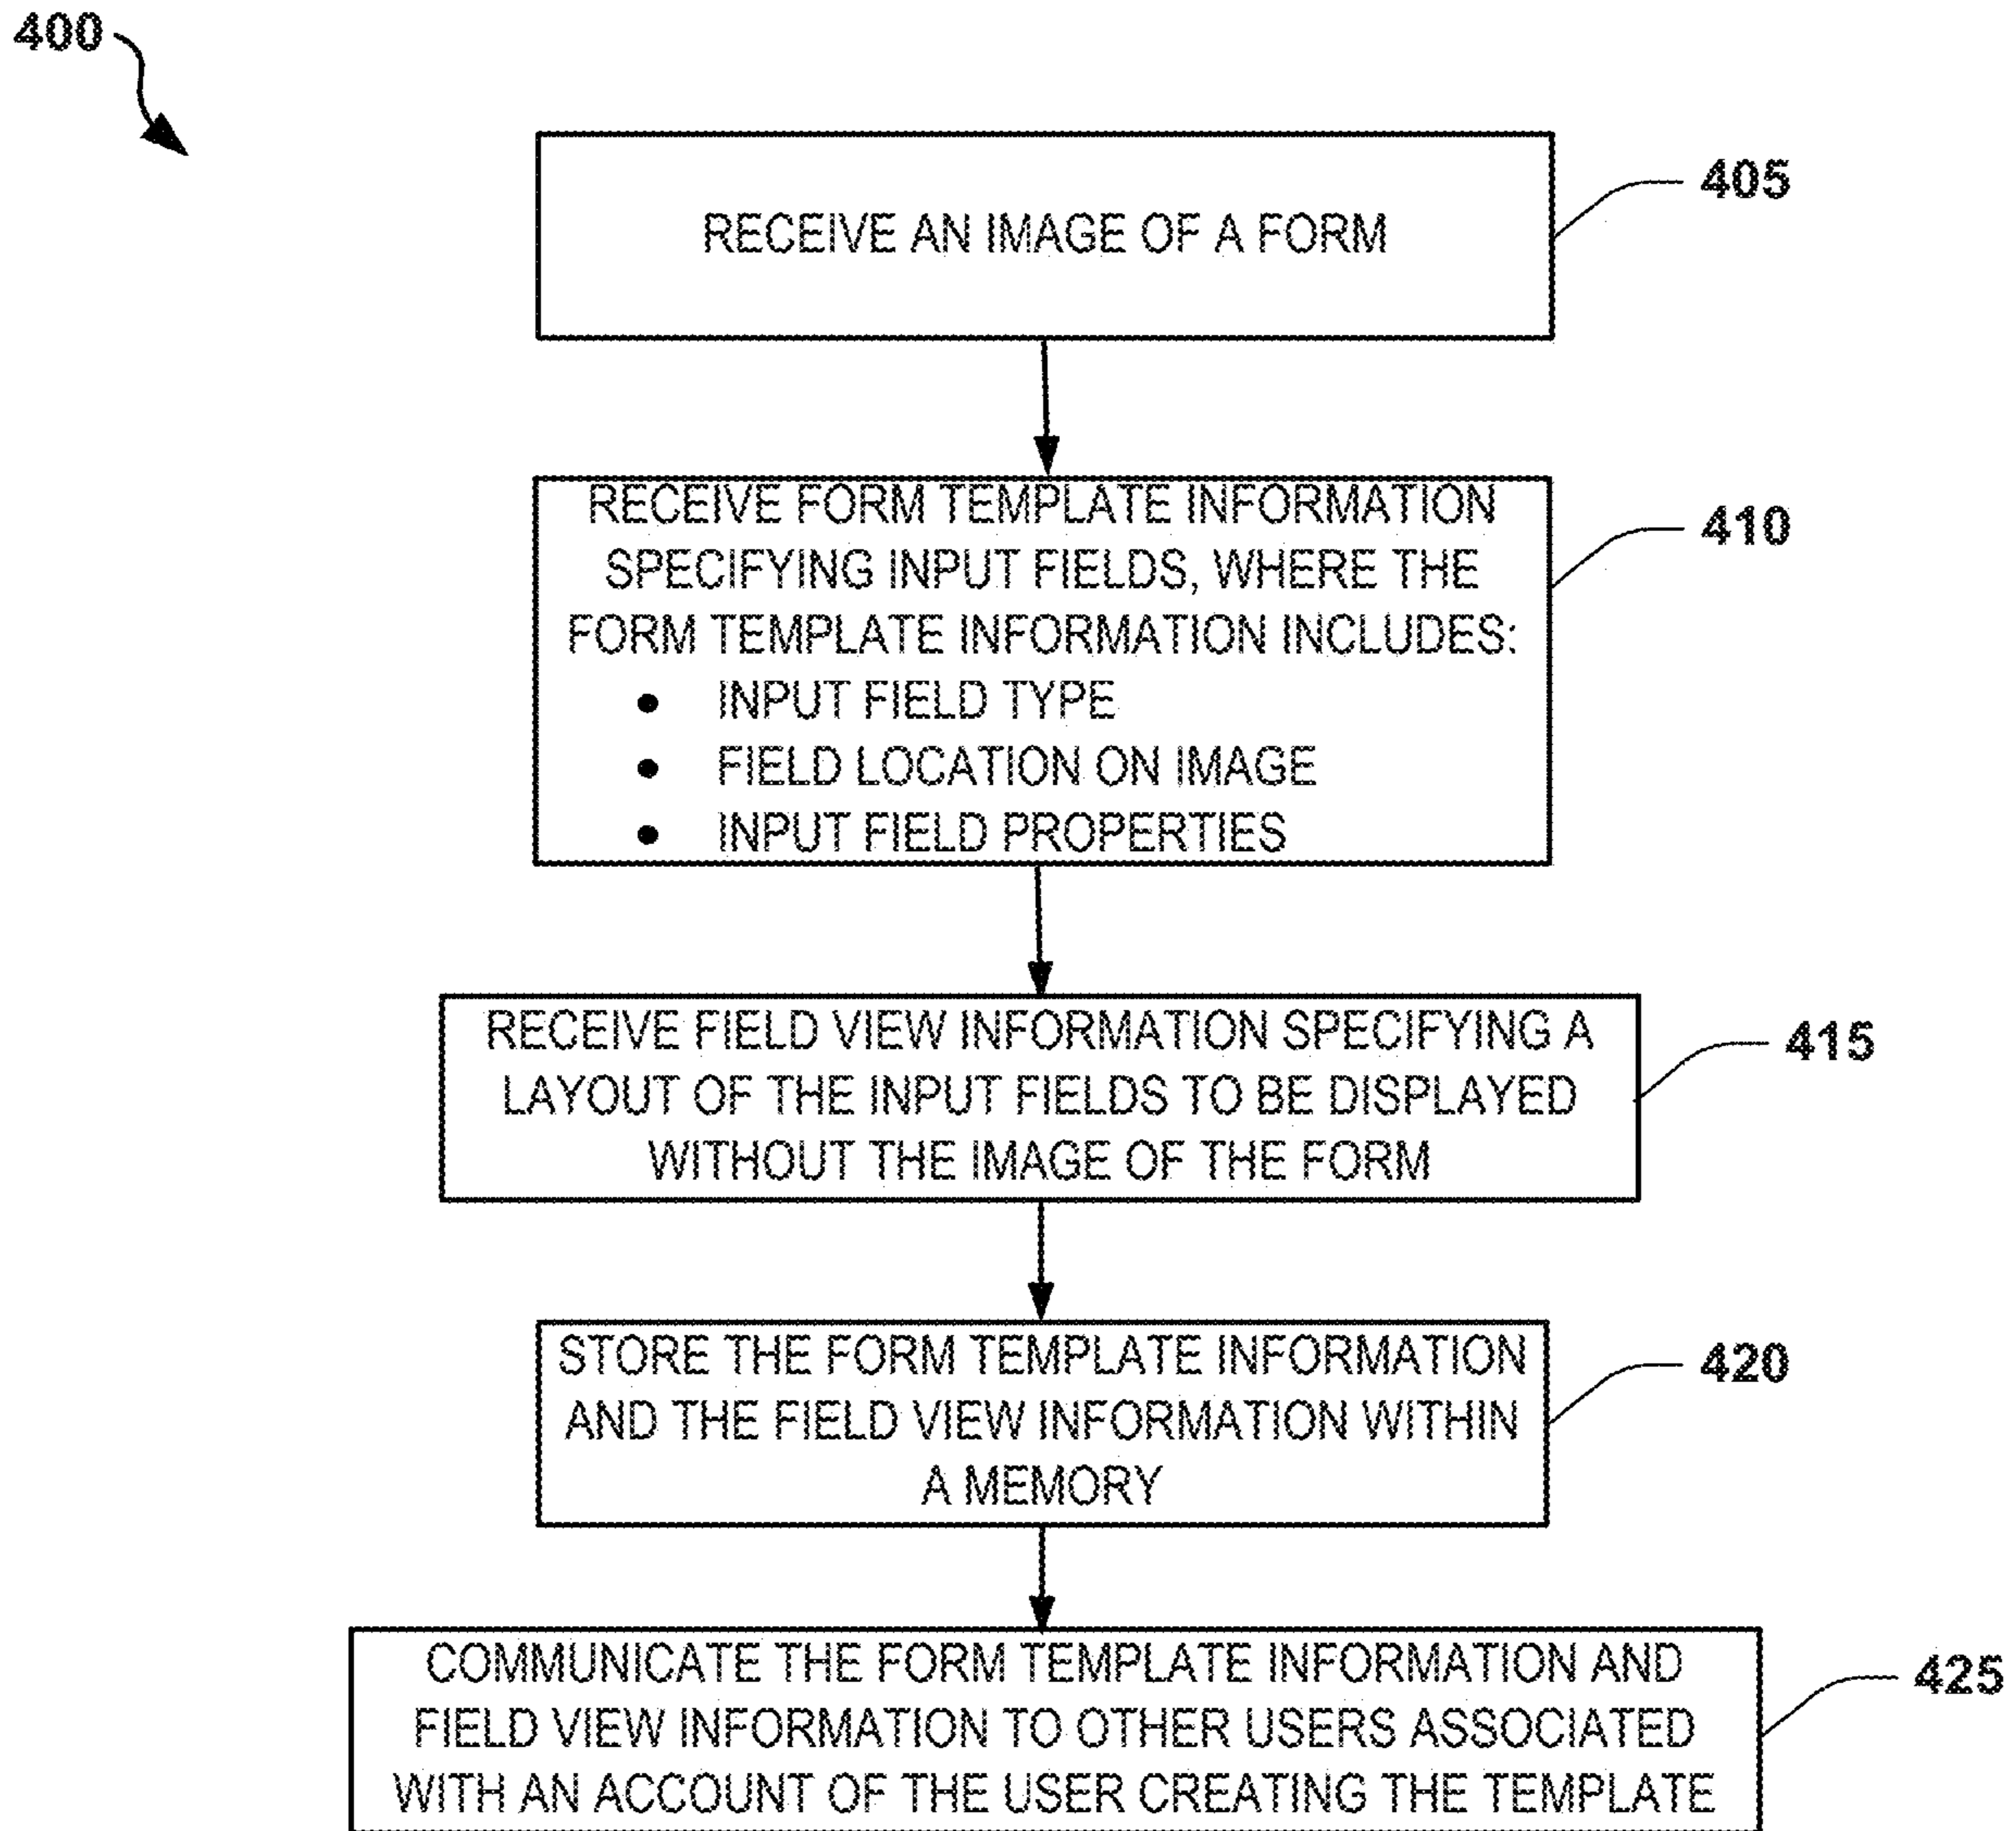 400
405
RECEIVE AN IMAGE OF A FORM
RECEIVE FORM TEMPLATE INFORMATION
SPECIFYING INPUT FIELDS, WHERE THE
FORM TEMPLATE INFORMATION INCLUDES:
• INPUT FIELD TYPE
• FIELD LOCATION ON IMAGE
• INPUT FIELD PROPERTIES
410
RECEIVE FIELD VIEW INFORMATION SPECIFYING A
LAYOUT OF THE INPUT FIELDS TO BE DISPLAYED
WITHOUT THE IMAGE OF THE FORM
415
STORE THE FORM TEMPLATE INFORMATION
AND THE FIELD VIEW INFORMATION WITHIN
A MEMORY
420
COMMUNICATE THE FORM TEMPLATE INFORMATION AND
FIELD VIEW INFORMATION TO OTHER USERS ASSOCIATED
WITH AN ACCOUNT OF THE USER CREATING THE TEMPLATE
425